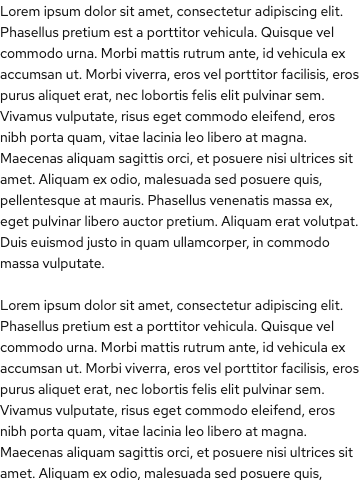 Lorem ipsum dolor sit amet, consectetur adipiscing elit.
Phasellus pretium est a porttitor vehicula. Quisque vel
commodo urna. Morbi mattis rutrum ante, id vehicula ex
accumsan ut. Morbi viverra, eros vel porttitor facilisis, eros
purus aliquet erat, nec lobortis felis elit pulvinar sem.
Vivamus vulputate, risus eget commodo eleifend, eros
nibh porta quam, vitae lacinia leo libero at magna.
Maecenas aliquam sagittis orci, et posuere nisi ultrices sit
amet. Aliquam ex odio, malesuada sed posuere quis,
pellentesque at mauris. Phasellus venenatis massa ex,
eget pulvinar libero auctor pretium. Aliquam erat volutpat.
Duis euismod justo in quam ullamcorper, in commodo
massa vulputate.

Lorem ipsum dolor sit amet, consectetur adipiscing elit.
Phasellus pretium est a porttitor vehicula. Quisque vel
commodo urna. Morbi mattis rutrum ante, id vehicula ex
accumsan ut. Morbi viverra, eros vel porttitor facilisis, eros
purus aliquet erat, nec lobortis felis elit pulvinar sem.
Vivamus vulputate, risus eget commodo eleifend, eros
nibh porta quam, vitae lacinia leo libero at magna.
Maecenas aliquam sagittis orci, et posuere nisi ultrices sit
amet. Aliquam ex odio, malesuada sed posuere quis,